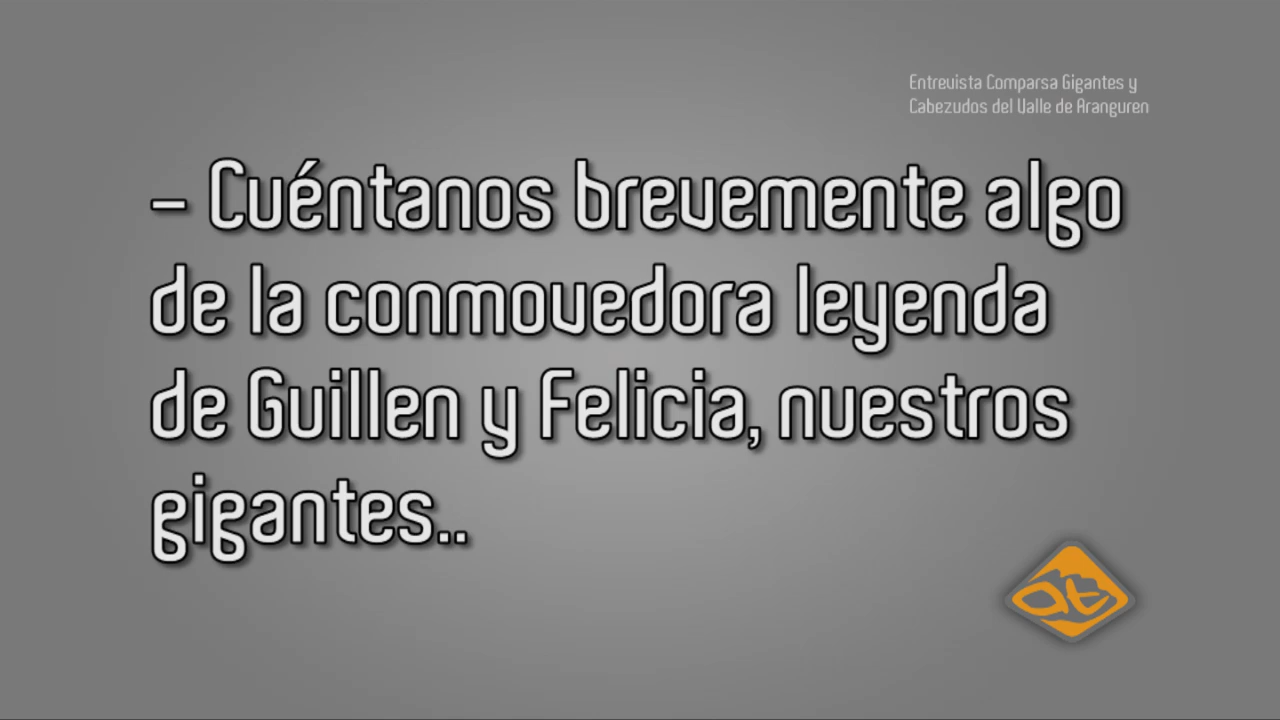 Entrevista Comparsa Gigantes y
Cabezudos del Valle de Aranguren
– Cuéntanos brevemente algo
de la conmovedora leyenda
de Guillen y Felicia, nuestros
gigantes..